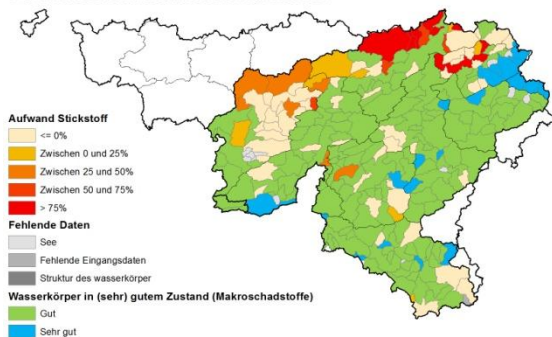 Aufwand Stickstoff
<= 0%
Zwischen 0 und 25%
Zwischen 25 und 50%
Zwischen 50 und 75%
> 75%
Fehlende Daten
See
Fehlende Eingangsdaten
Struktur des wasserkörper
Wasserkörper in (sehr) gutem Zustand (Makroschadstoffe)
Gut
Sehr gut